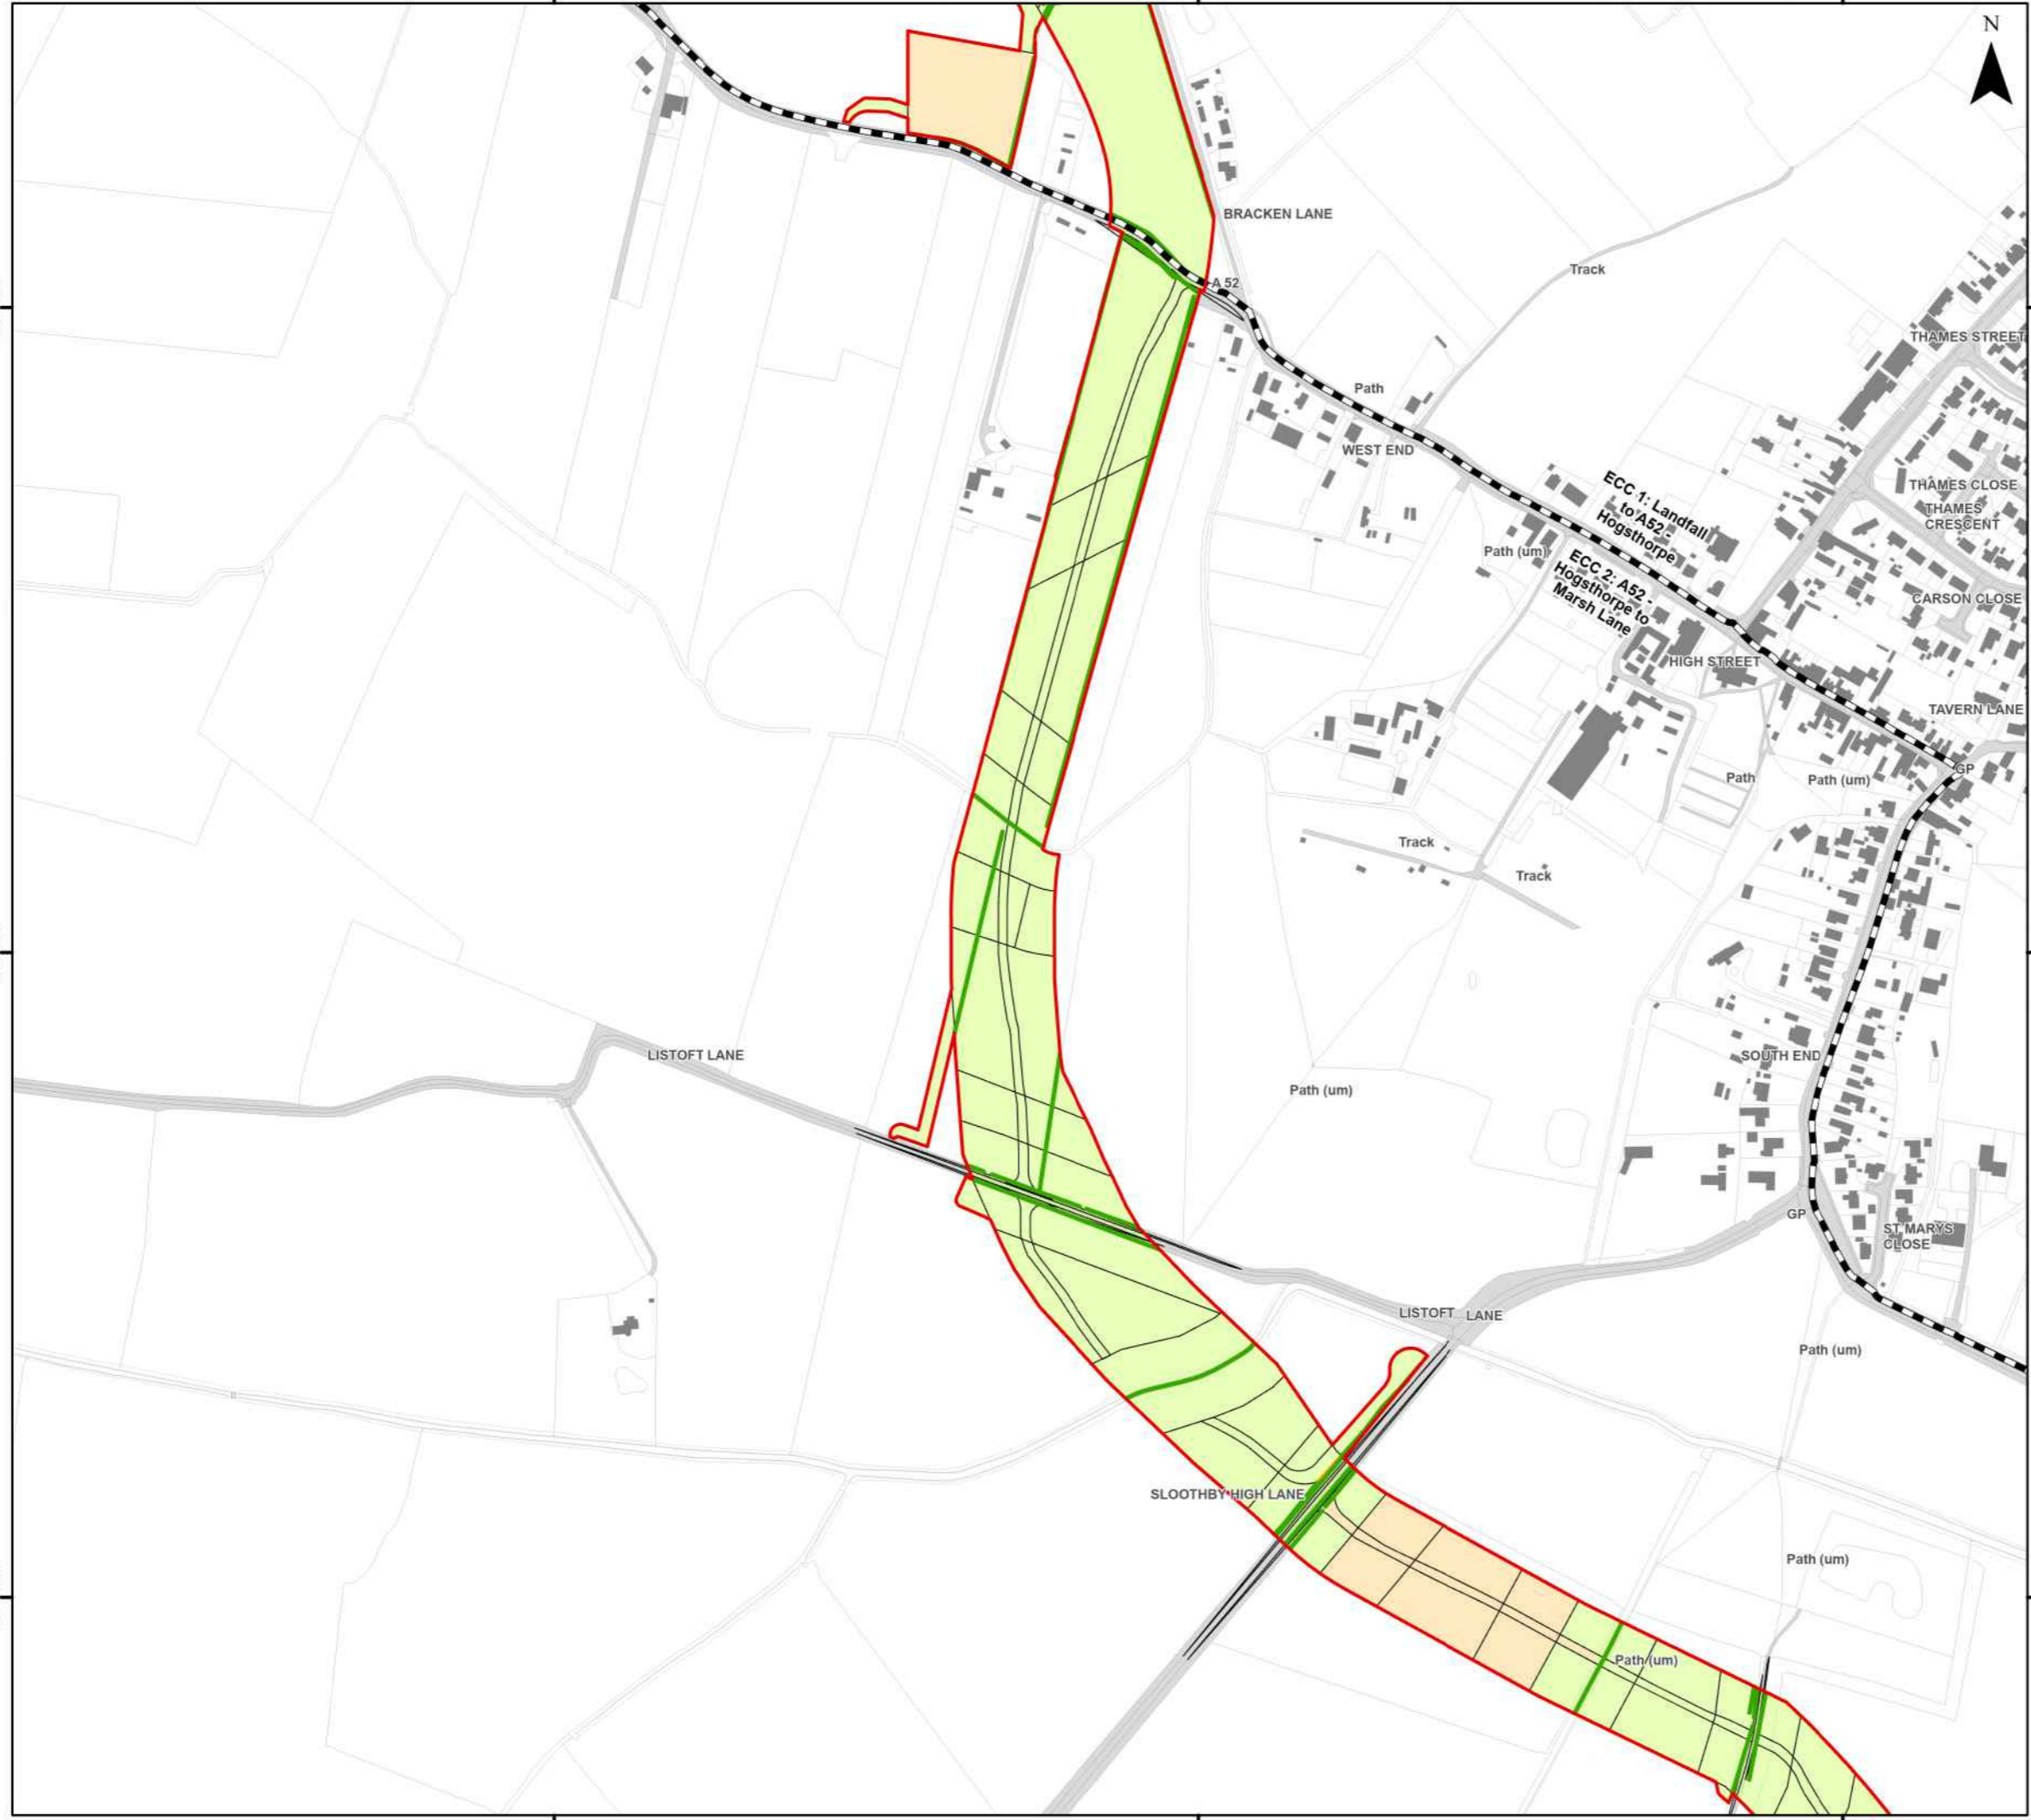 N
BRACKEN LANE
Track
A 52
THAMES STREET
Path
WEST END
ECC 1: Landfall
to A52 -
Hogsthorpe
THAMES CLOSE
THAMES
CRESCENT
Path (um)
ECC 2: A52 -
Hogsthorpe to
Marsh Lane
CARSON CLOSE
HIGH STREET
TAVERN LANE
GP
Path
Path (um)
Track
Track
LISTOFT LANE
SOUTH END
Path (um)
GP
ST MARYS
CLOSE
LISTOFT LANE
Path (um)
SLOOTHBY HIGH LANE
Path (um)
Path (um)